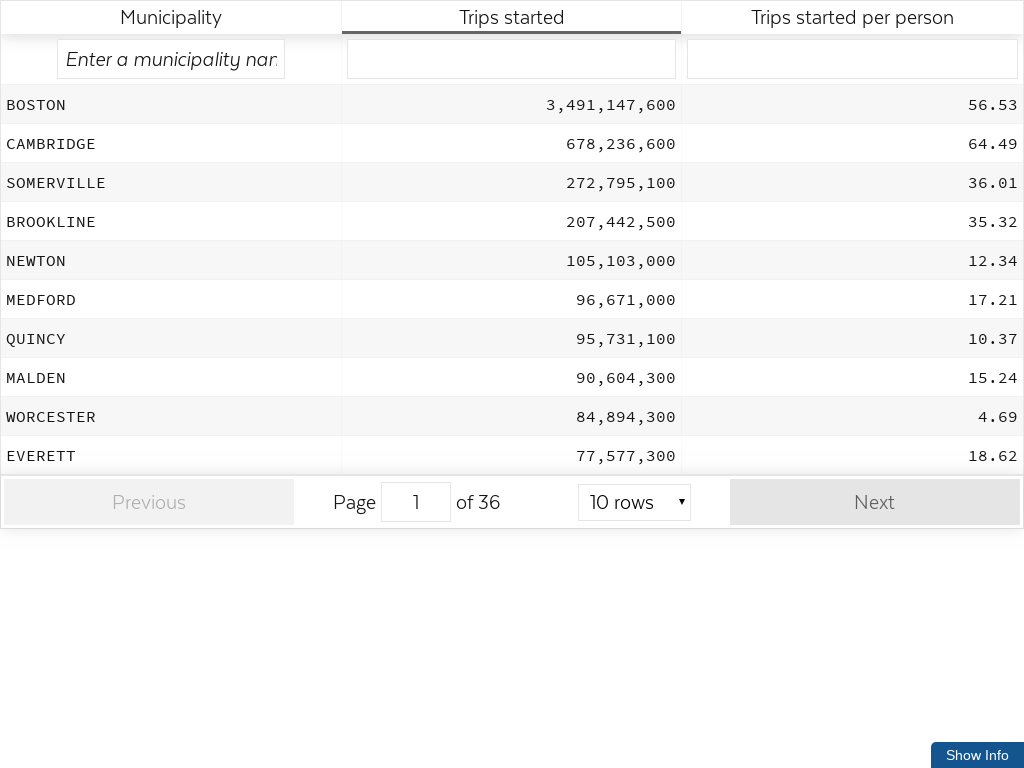 Municipality Trips started Trips started per person
Enter a municipality nar
BOSTON 3,491,147,600 56.53
CAMBRIDGE 678,236,600 64.49
SOMERVILLE 272,795,100 36.01
BROOKLINE 207,442,500 35.32
NEWTON 105,103,000 12.34
MEDFORD 96,671,000 17.21
QUINCY 95,731,100 10.37
MALDEN 90,604,300 15.24
WORCESTER 84,894,300 4.69
EVERETT 77,577,300 18.62
Previous Page 1 of 36 10 rows Next
Show Info